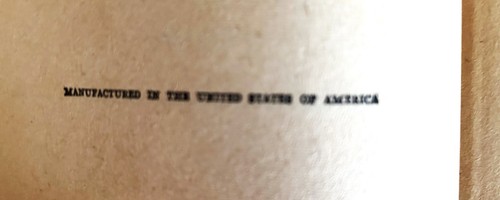 MANUFACTURED IN THE UNITED STATES OF AMERICA